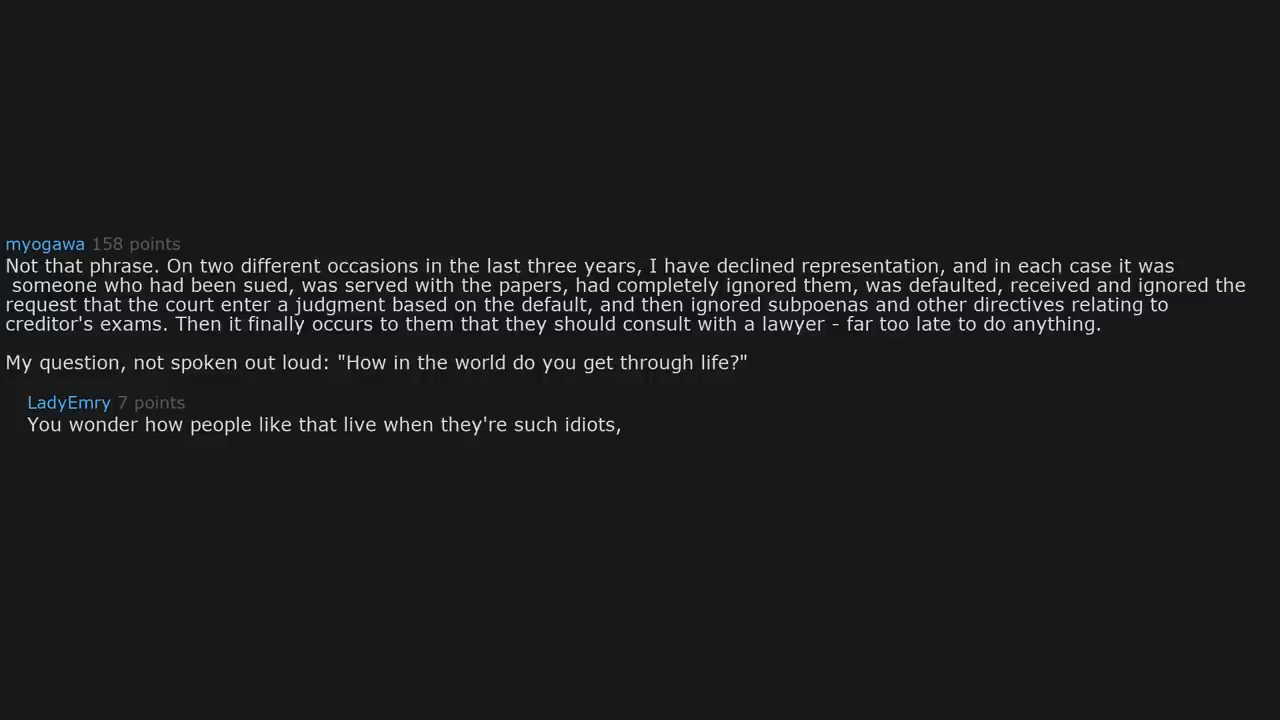 myogawa 158 points
Not that phrase. On two different occasions in the last three years, I have declined representation, and in each case it was
someone who had been sued, was served with the papers, had completely ignored them, was defaulted, received and ignored the
request that the court enter a judgment based on the default, and then ignored subpoenas and other directives relating to
creditor's exams. Then it finally occurs to them that they should consult with a lawyer - far too late to do anything.
My question, not spoken out loud: "How in the world do you get through life?"
LadyEmry 7 points
You wonder how people like that live when they're such idiots,